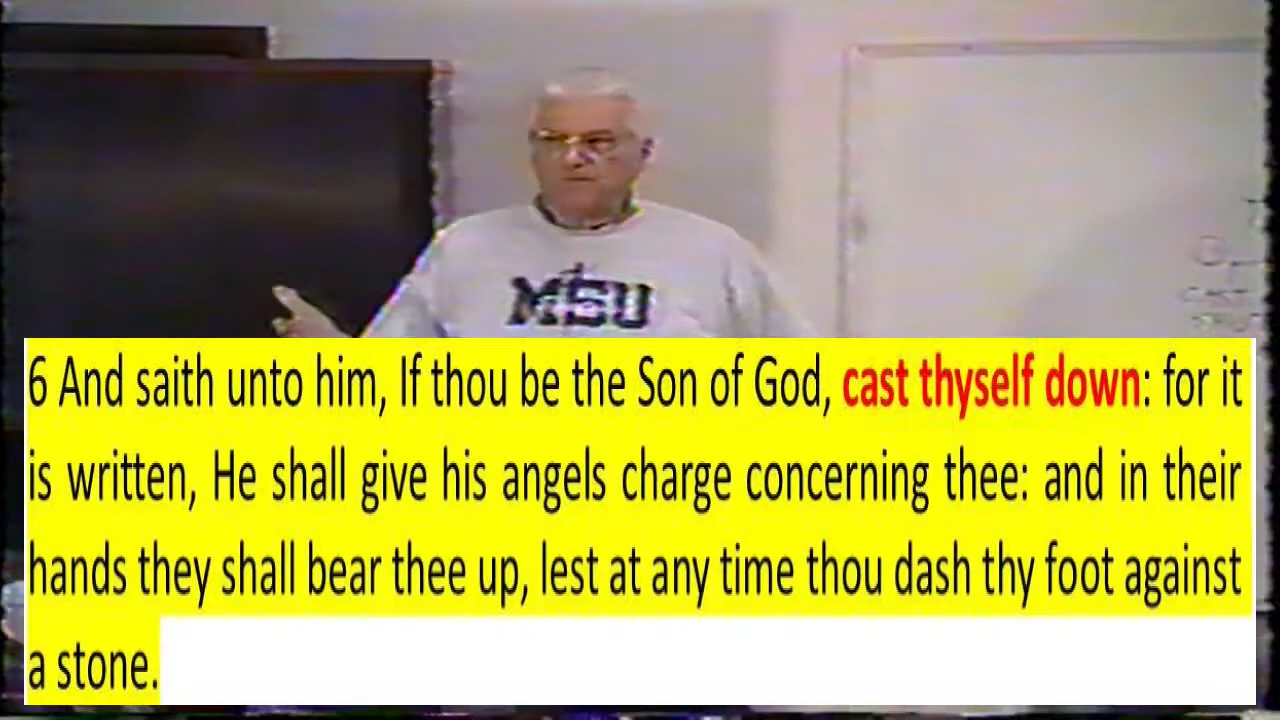 MSU
6 And saith unto him, If thou be the Son of God, cast thyself down: for it
is written, He shall give his angels charge concerning thee: and in their
hands they shall bear thee up, lest at any time thou dash thy foot against
a stone.